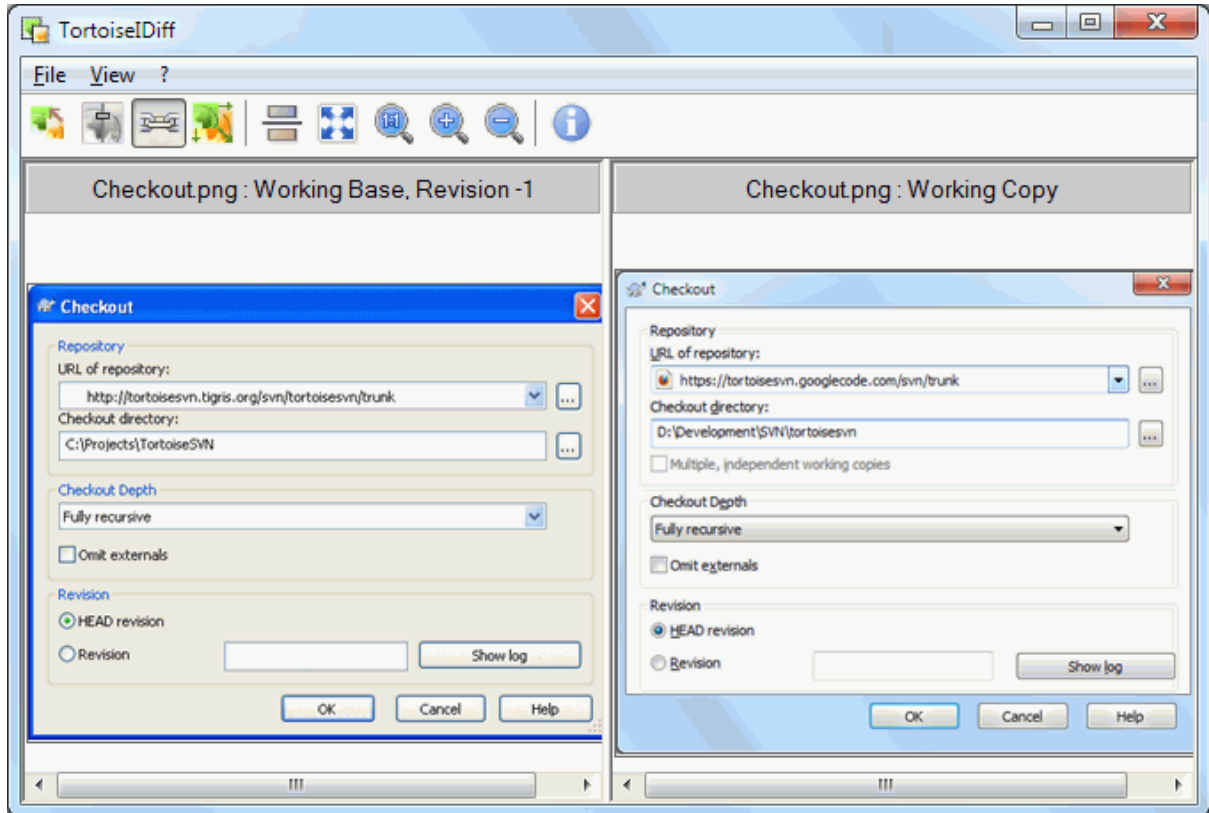 TortoiseIDiff
File View ?
1:1
Checkout.png : Working Base, Revision -1
Checkout
Repository
URL of repository:
http://tortoisesvn.tigris.org/svn/tortoisesvn/trunk
...
Checkout directory:
C:\Projects\TortoiseSVN
...
Checkout Depth
Fully recursive
Omit externals
Revision
HEAD revision
Revision
Show log
OK Cancel Help
Checkout.png : Working Copy
Checkout
Repository
URL of repository:
https://tortoisesvn.googlecode.com/svn/trunk
...
Checkout directory:
D:\Development\SVN\tortoisesvn
...
Multiple, independent working copies
Checkout Depth
Fully recursive
Omit externals
Revision
HEAD revision
Revision
Show log
OK Cancel Help